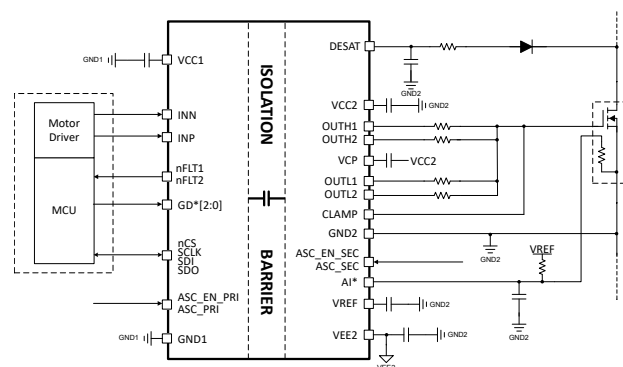 GND1
VCC1
Motor
Driver
INN
INP
nFLT1
nFLT2
MCU
GD*[2:0]
nCS
SCLK
SDI
SDO
ASC_EN_PRI
ASC_PRI
GND1
GND1
ISOLATION
BARRIER
DESAT
GND2
VCC2
GND2
OUTH1
OUTH2
VCP
VCC2
OUTL1
OUTL2
CLAMP
GND2
GND2
ASC_EN_SEC
ASC_SEC
VREF
AI*
GND2
VREF
GND2
VEE2
GND2
VEE2